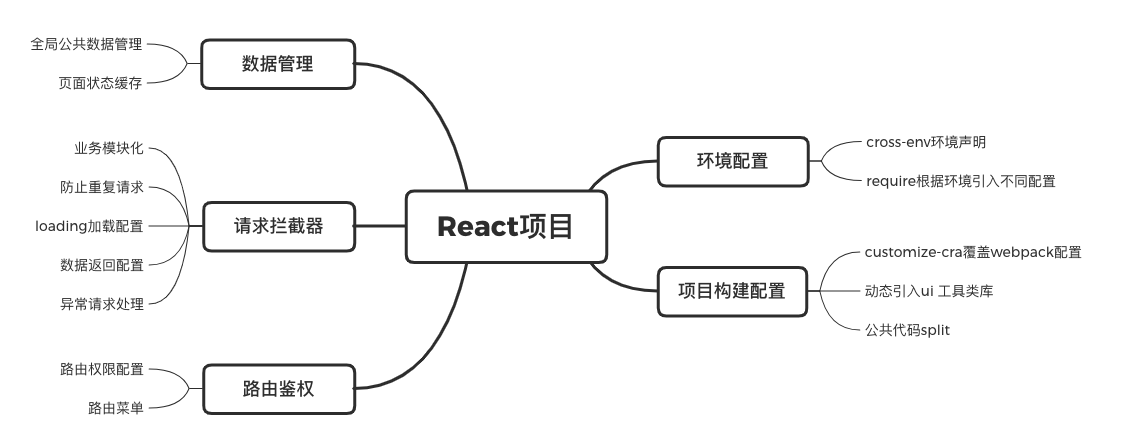 React项目
数据管理
全局公共数据管理
页面状态缓存
请求拦截器
业务模块化
防止重复请求
loading加载配置
数据返回配置
异常请求处理
路由鉴权
路由权限配置
路由菜单
环境配置
cross-env环境声明
require根据环境引入不同配置
项目构建配置
customize-cra覆盖webpack配置
动态引入ui 工具类库
公共代码split